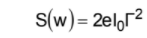 S(w) = 2eI₀Γ²